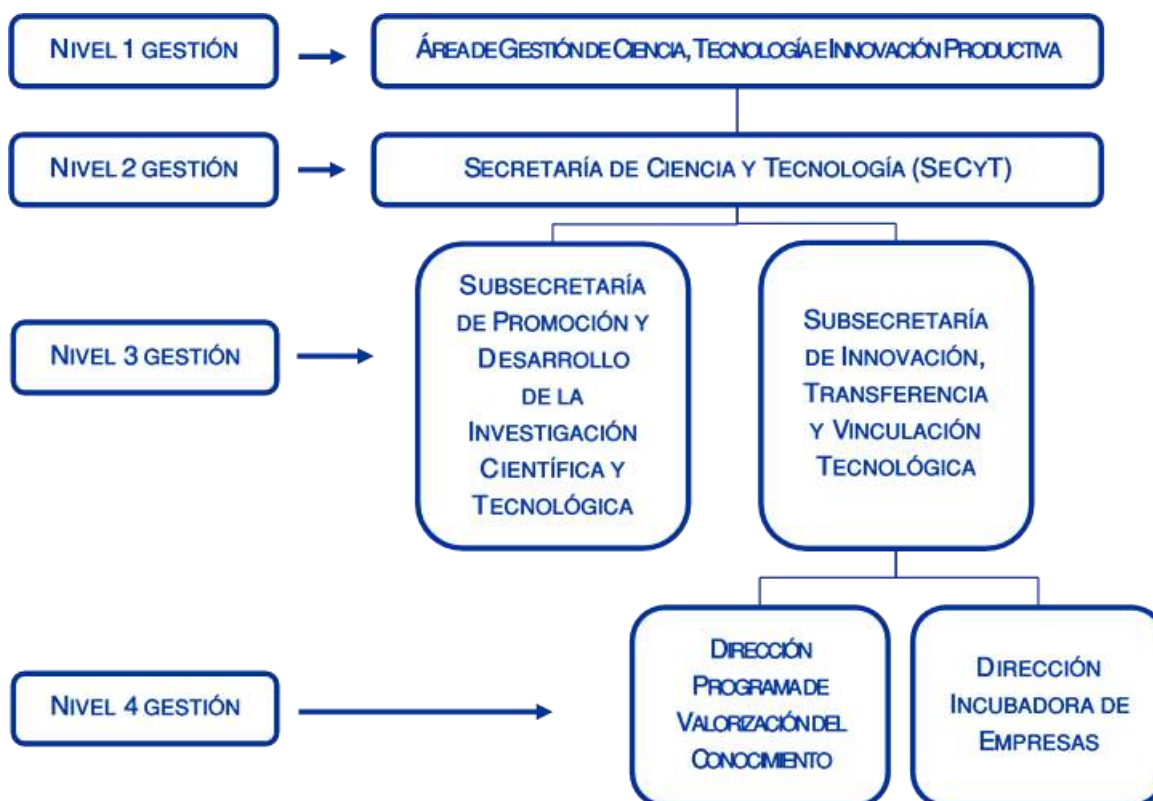 NIVEL 1 GESTIÓN
ÁREA DE GESTIÓN DE CIENCIA, TECNOLOGÍA E INNOVACIÓN PRODUCTIVA
NIVEL 2 GESTIÓN
SECRETARÍA DE CIENCIA Y TECNOLOGÍA (SECYT)
NIVEL 3 GESTIÓN
SUBSECRETARÍA
DE PROMOCIÓN Y
DESARROLLO
DE LA
INVESTIGACIÓN
CIENTÍFICA Y
TECNOLÓGICA
SUBSECRETARÍA
DE INNOVACIÓN,
TRANSFERENCIA
Y VINCULACIÓN
TECNOLÓGICA
NIVEL 4 GESTIÓN
DIRECCIÓN
PROGRAMA DE
VALORIZACIÓN DEL
CONOCIMIENTO
DIRECCIÓN
INCUBADORA DE
EMPRESAS